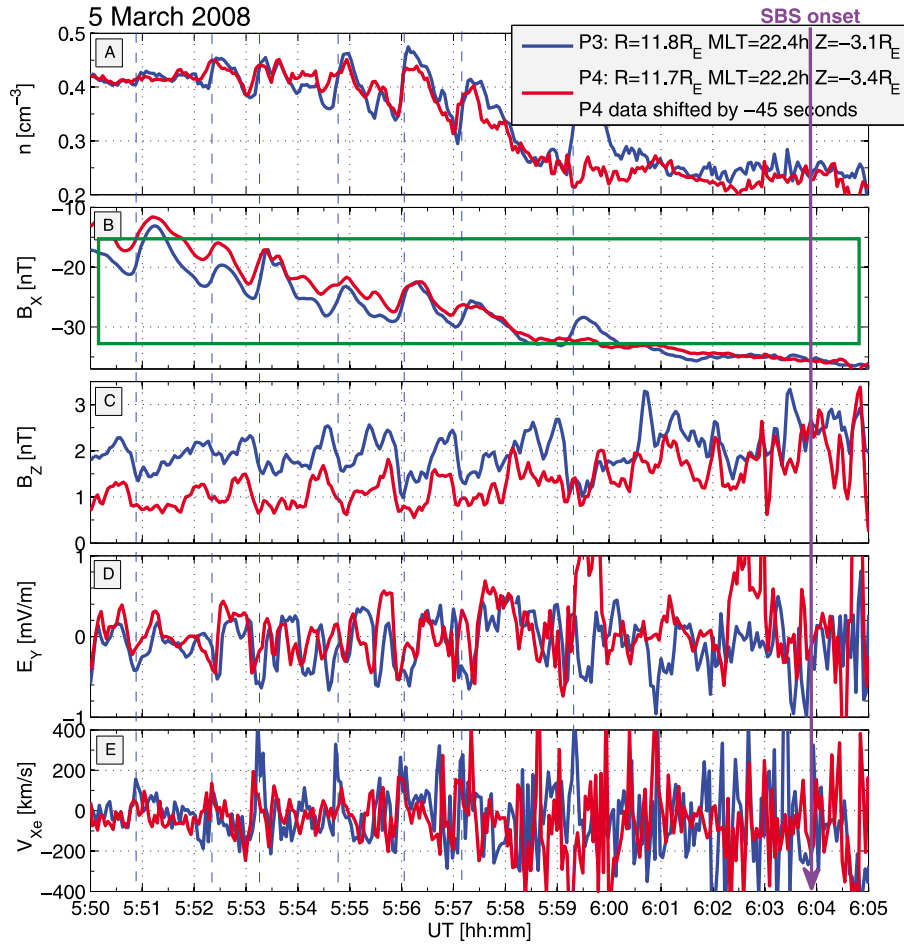 5 March 2008
SBS onset
P3: R=11.8R_E MLT=22.4h Z=−3.1R_E
P4: R=11.7R_E MLT=22.2h Z=−3.4R_E
P4 data shifted by −45 seconds
A
0.5
0.4
0.3
0.2
n [cm⁻³]
B
−10
−20
−30
B_X [nT]
C
3
2
1
0
B_Z [nT]
D
1
0
−1
E_Y [mV/m]
E
400
200
0
−200
−400
V_Xe [km/s]
5:50 5:51 5:52 5:53 5:54 5:55 5:56 5:57 5:58 5:59 6:00 6:01 6:02 6:03 6:04 6:05
UT [hh:mm]